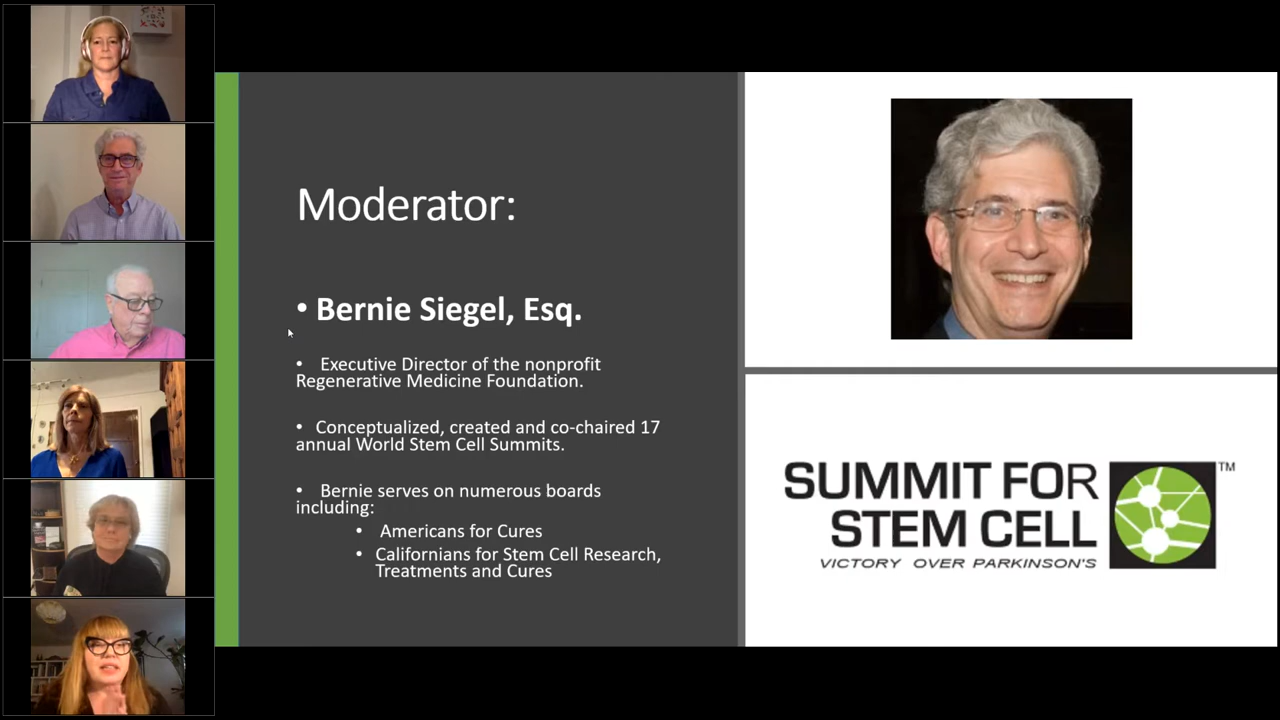 Moderator:
• Bernie Siegel, Esq.
• Executive Director of the nonprofit
Regenerative Medicine Foundation.
• Conceptualized, created and co-chaired 17
annual World Stem Cell Summits.
• Bernie serves on numerous boards
including:
• Americans for Cures
• Californians for Stem Cell Research,
Treatments and Cures
SUMMIT FOR
STEM CELL
VICTORY OVER PARKINSON'S
TM